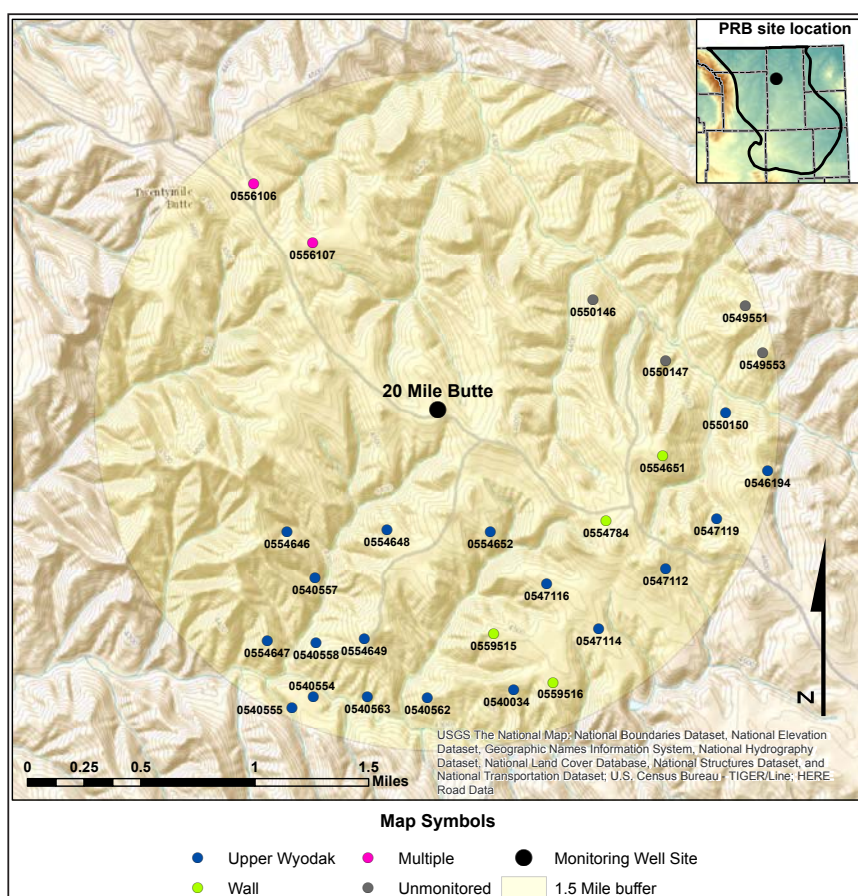 PRB site location
Twentymile
Butte
0556106
0556107
0550146
0549551
0549553
0550147
20 Mile Butte
0550150
0554651
0546194
0554784
0547119
0554646
0554648
0554652
0547112
0540557
0547116
0554647
0540558
0554649
0559515
0547114
0540554
0540555
0540563
0540562
0540034
0559516
N
USGS The National Map: National Boundaries Dataset, National Elevation
Dataset, Geographic Names Information System, National Hydrography
Dataset, National Land Cover Database, National Structures Dataset, and
National Transportation Dataset; U.S. Census Bureau - TIGER/Line; HERE
Road Data
0 0.25 0.5 1 1.5
Miles
Map Symbols
Upper Wyodak Multiple Monitoring Well Site
Wall Unmonitored 1.5 Mile buffer